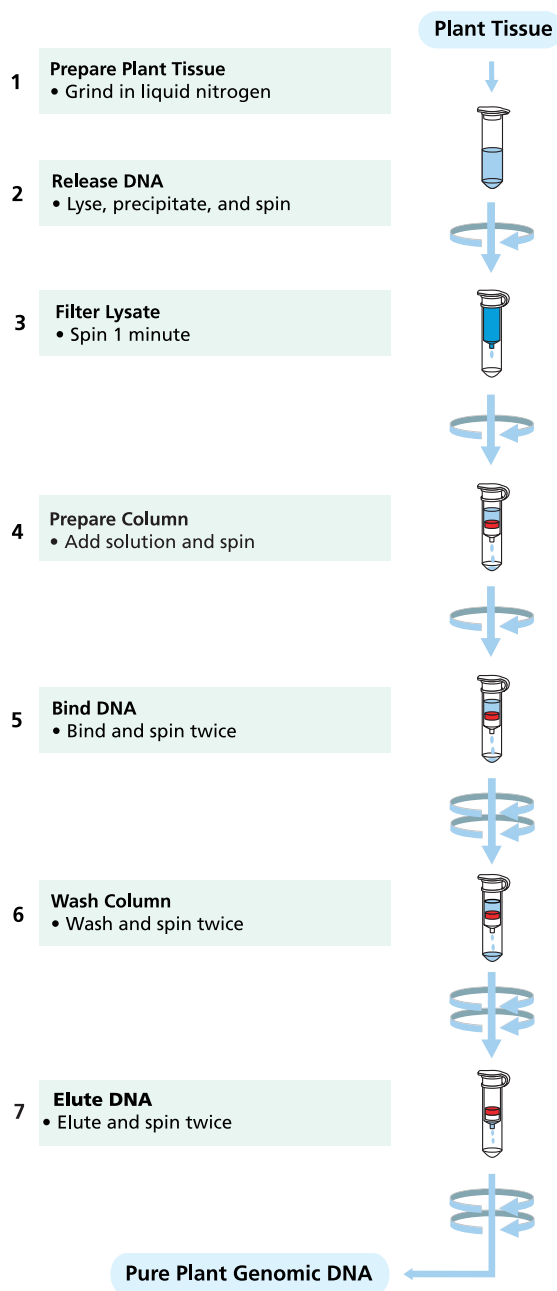 Plant Tissue
1
Prepare Plant Tissue
• Grind in liquid nitrogen
2
Release DNA
• Lyse, precipitate, and spin
3
Filter Lysate
• Spin 1 minute
4
Prepare Column
• Add solution and spin
5
Bind DNA
• Bind and spin twice
6
Wash Column
• Wash and spin twice
7
Elute DNA
• Elute and spin twice
Pure Plant Genomic DNA